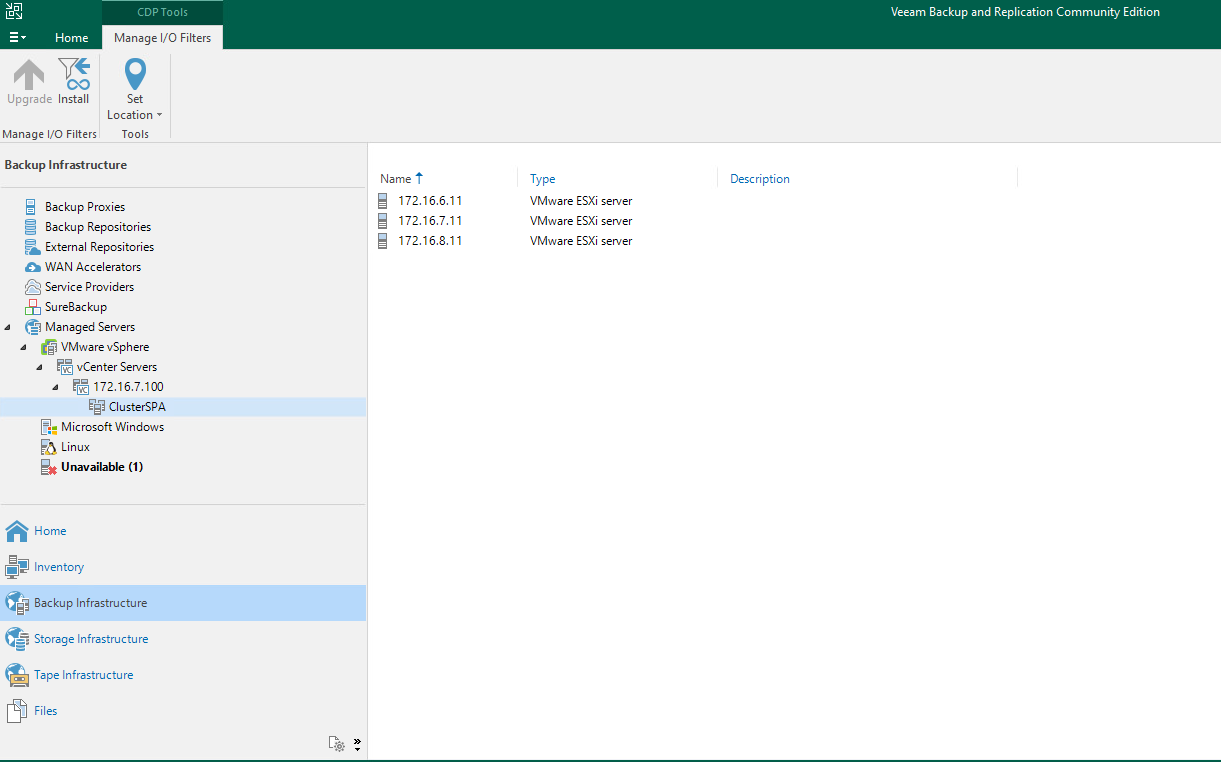 CDP Tools
Veeam Backup and Replication Community Edition
Home
Manage I/O Filters
Upgrade
Install
Set
Location
Manage I/O Filters
Tools
Backup Infrastructure
Backup Proxies
Backup Repositories
External Repositories
WAN Accelerators
Service Providers
SureBackup
Managed Servers
VMware vSphere
vCenter Servers
172.16.7.100
ClusterSPA
Microsoft Windows
Linux
Unavailable (1)
Home
Inventory
Backup Infrastructure
Storage Infrastructure
Tape Infrastructure
Files
Name Type Description
172.16.6.11 VMware ESXi server
172.16.7.11 VMware ESXi server
172.16.8.11 VMware ESXi server